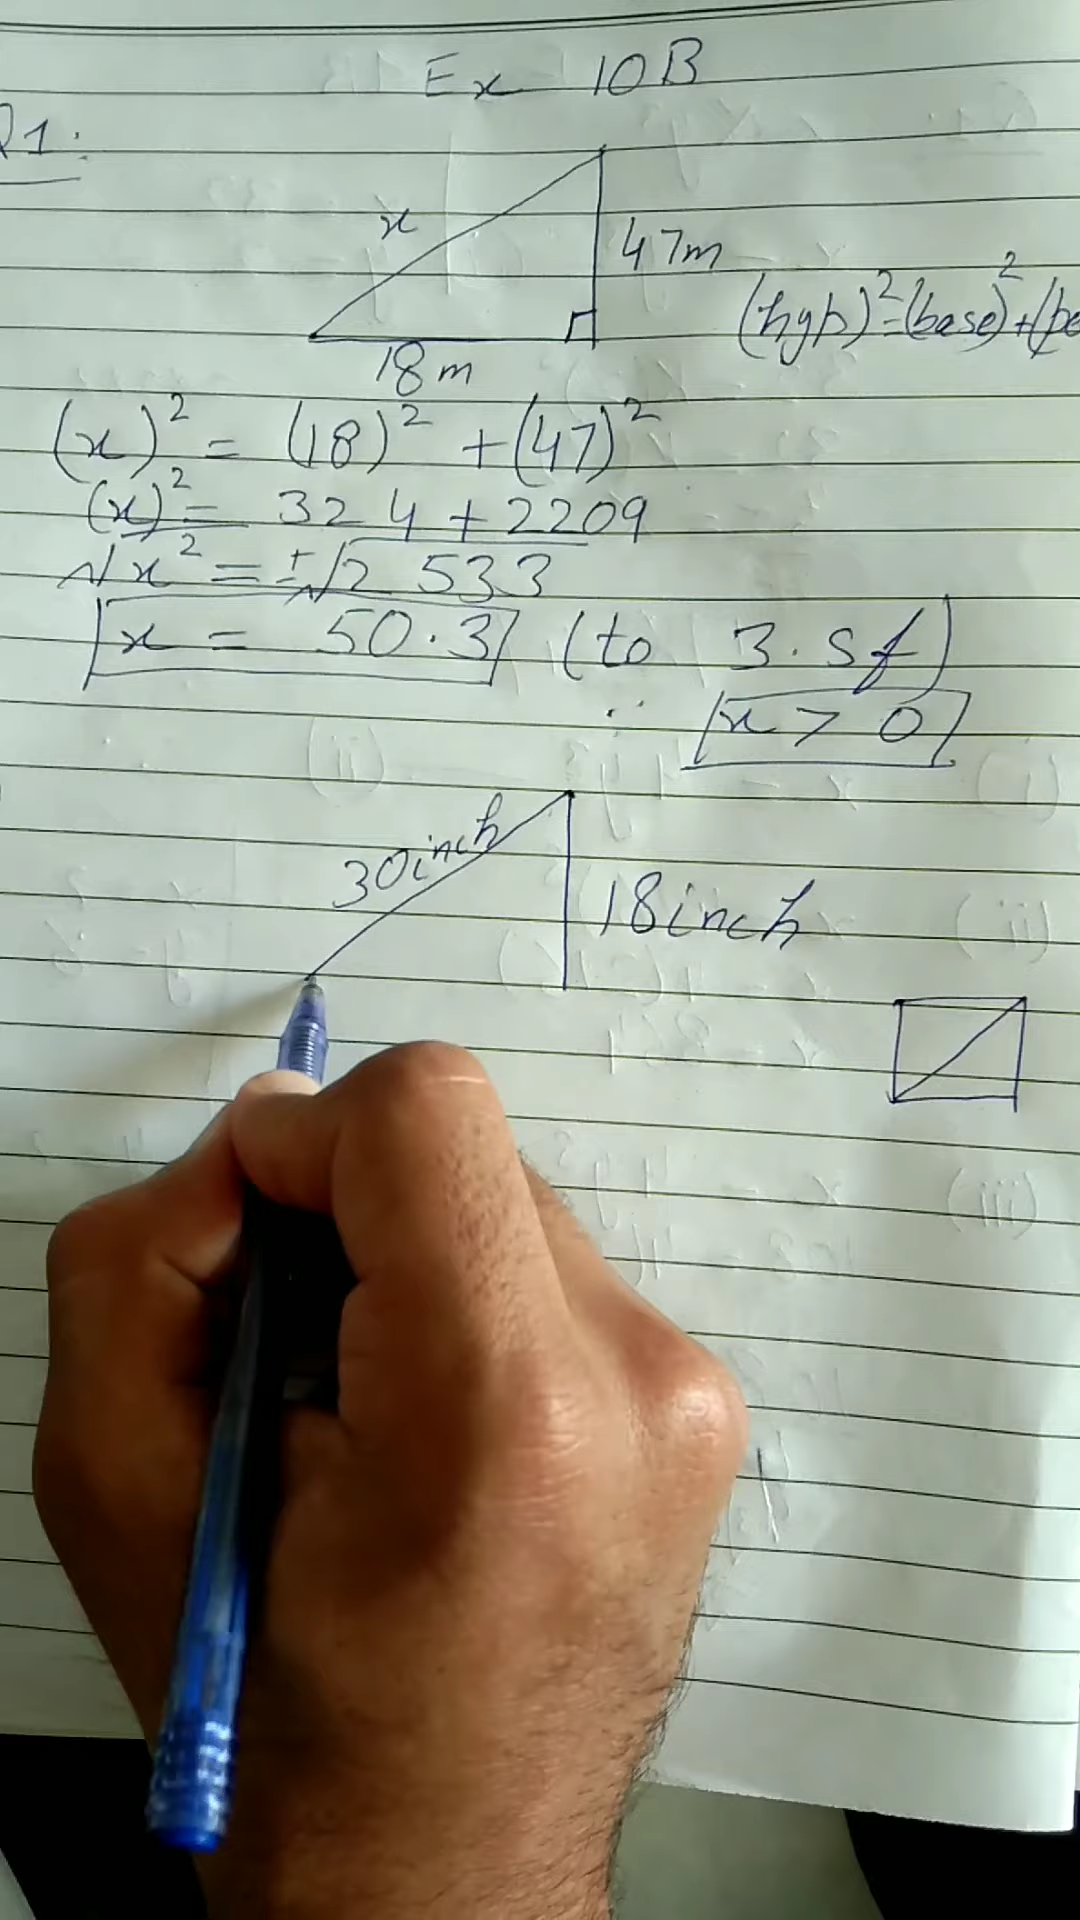 Ex 10B
Q1:
x
47m
18m
(hyp)²=(base)²+(pe
(x)² = (18)² + (47)²
(x)² = 324 + 2209
√x² = ±√2533
x = 50.3 (to 3.sf)
∵ x > 0
30inch
18inch